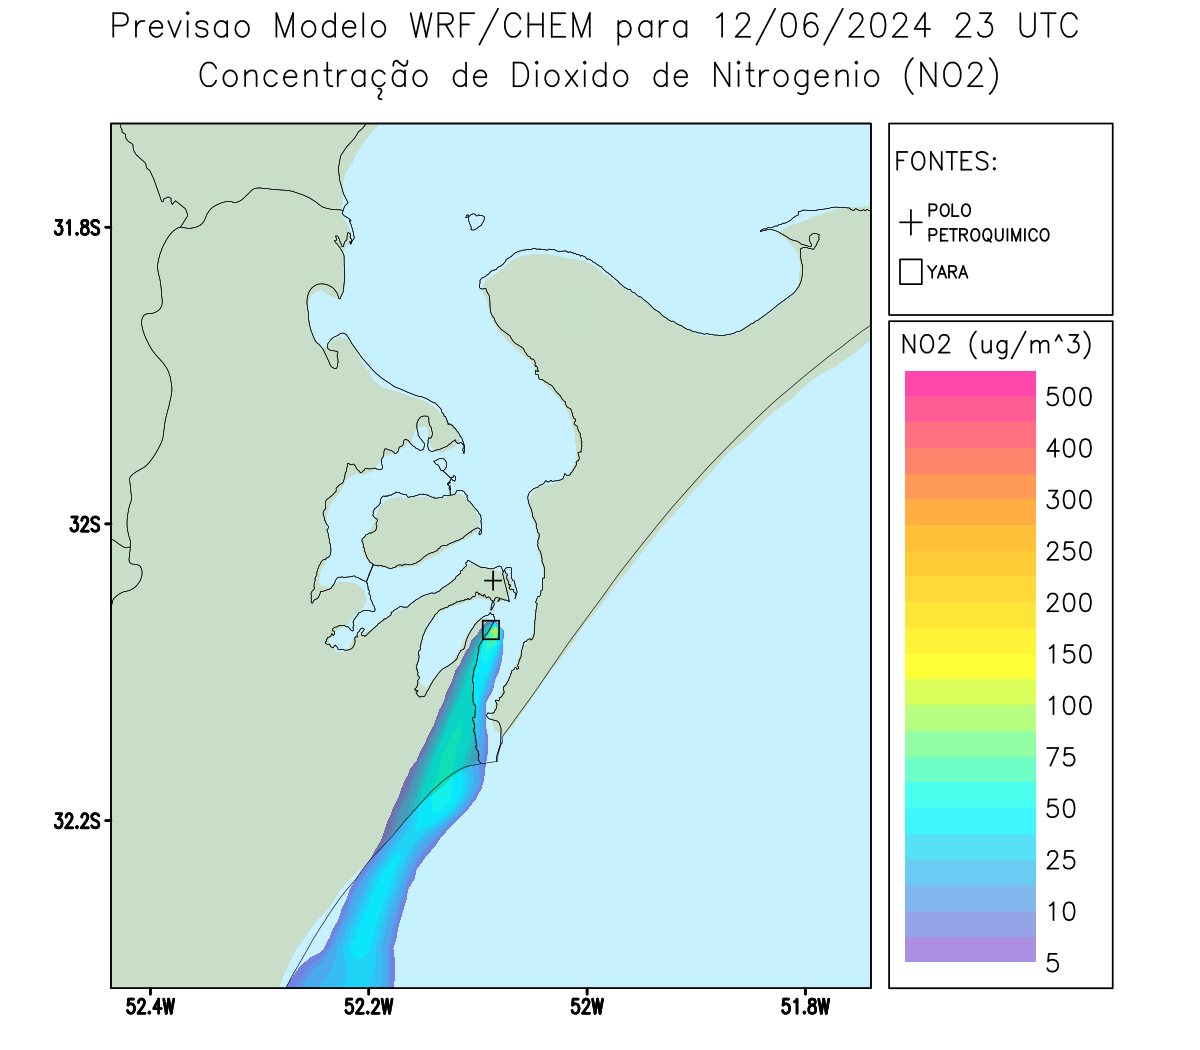 Previsao Modelo WRF/CHEM para 12/06/2024 23 UTC
Concentração de Dioxido de Nitrogenio (NO2)
FONTES:
POLO
PETROQUIMICO
YARA
NO2 (ug/m^3)
500
400
300
250
200
150
100
75
50
25
10
5
31.8S
32S
32.2S
52.4W
52.2W
52W
51.8W